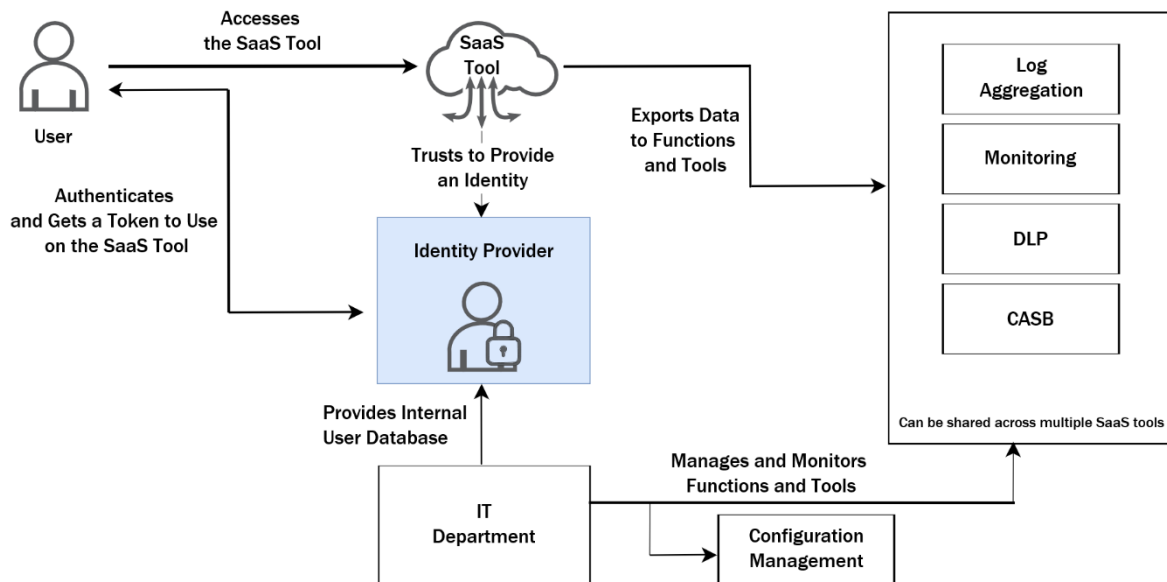 Accesses
the SaaS Tool
User
SaaS
Tool
Exports Data
to Functions
and Tools
Log
Aggregation
Monitoring
DLP
CASB
Can be shared across multiple SaaS tools
Trusts to Provide
an Identity
Authenticates
and Gets a Token to Use
on the SaaS Tool
Identity Provider
Provides Internal
User Database
IT
Department
Manages and Monitors
Functions and Tools
Configuration
Management